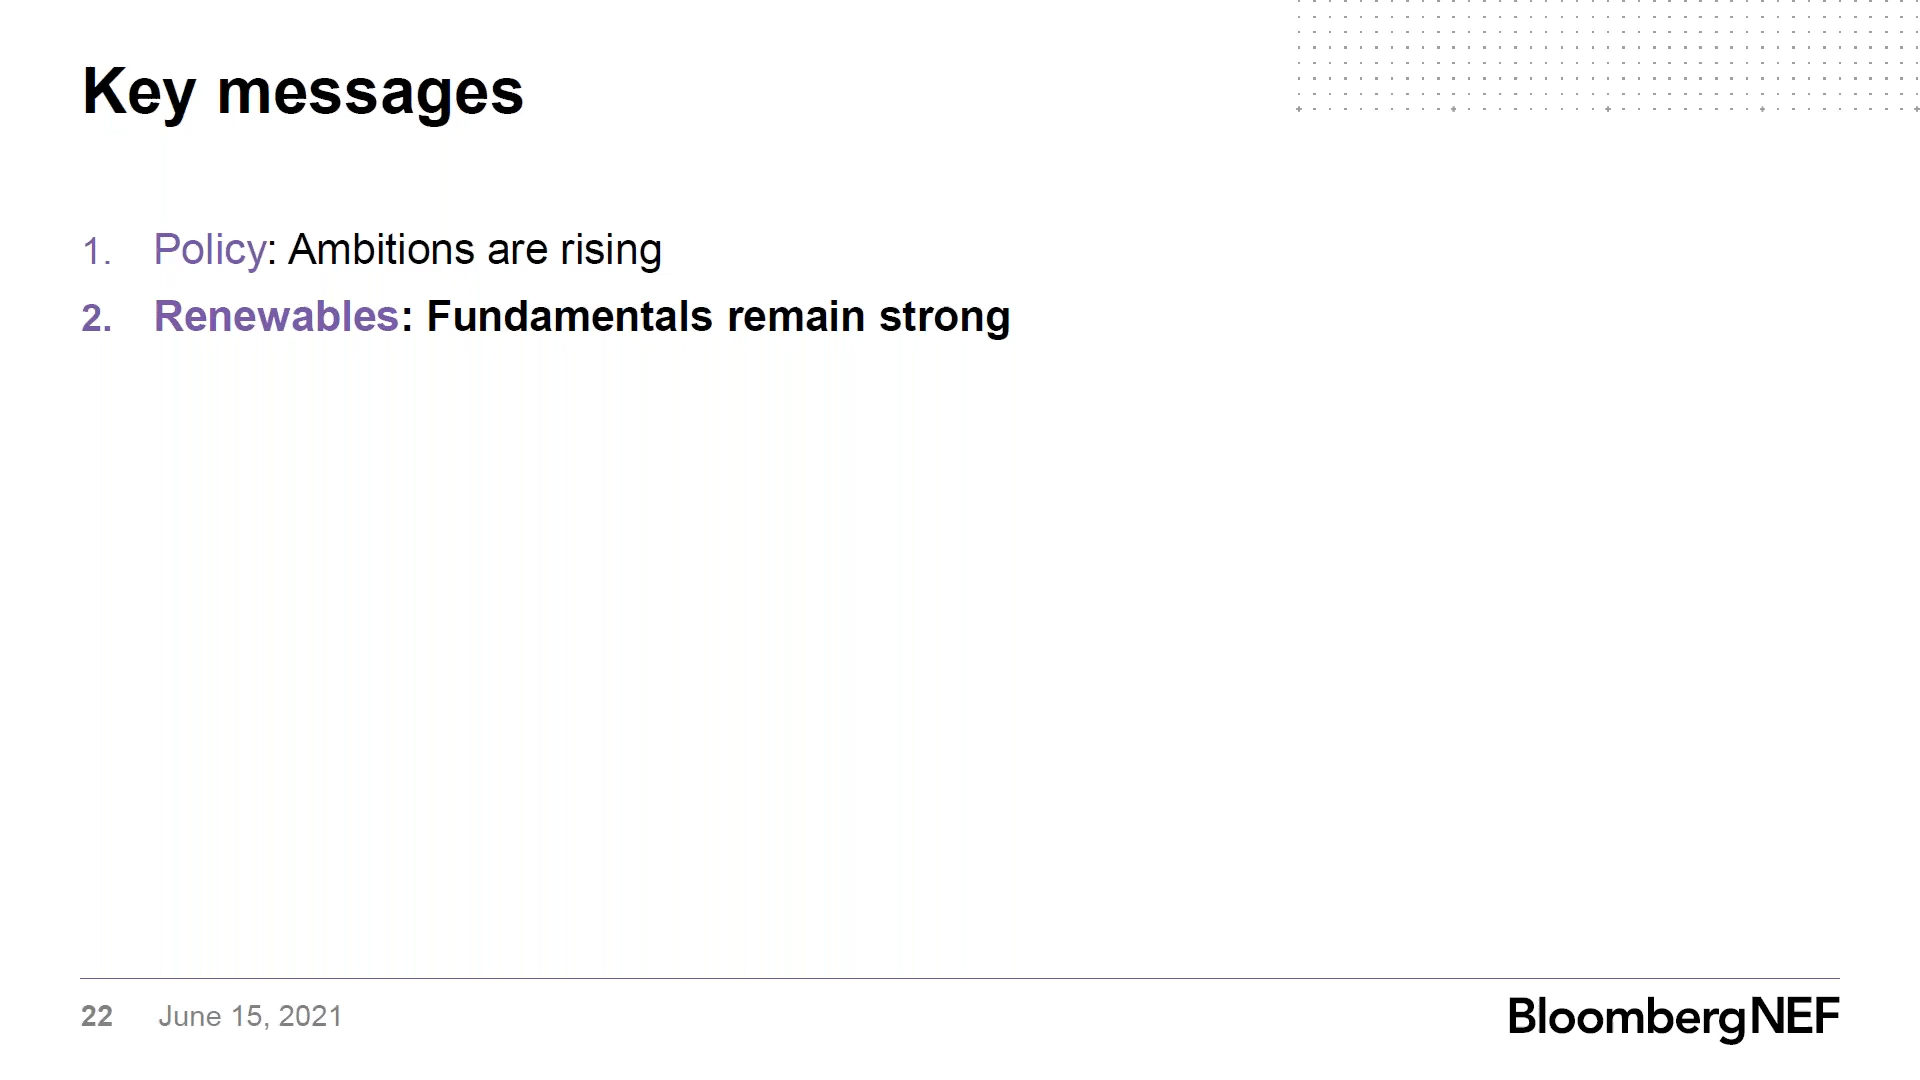 Key messages
1. Policy: Ambitions are rising
2. Renewables: Fundamentals remain strong
22 June 15, 2021
BloombergNEF